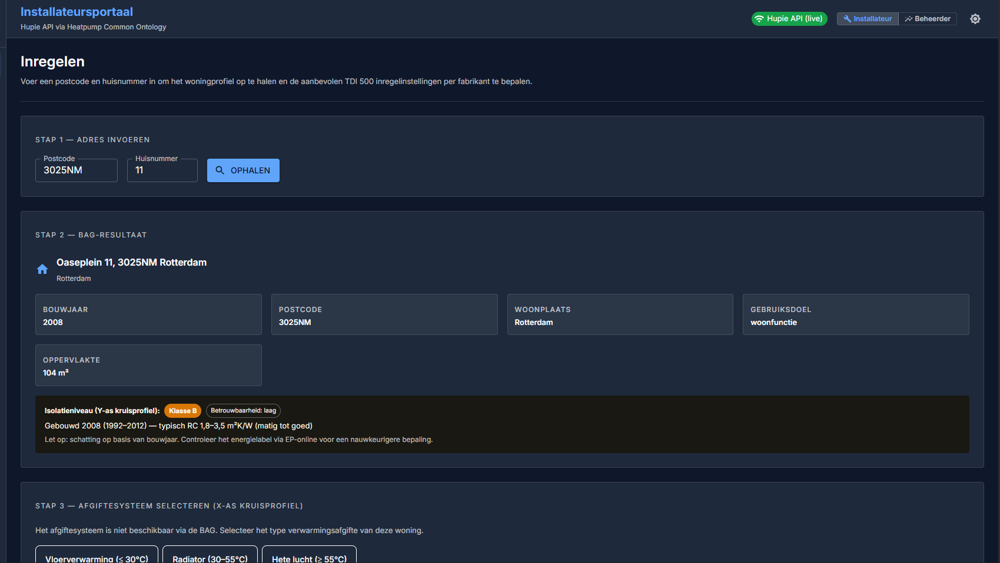 Installateursportaal
Hupie API via Heatpump Common Ontology
Hupie API (live)
Installateur
Beheerder
Inregelen
Voer een postcode en huisnummer in om het woningprofiel op te halen en de aanbevolen TDI 500 inregelinstellingen per fabrikant te bepalen.
STAP 1 — ADRES INVOEREN
Postcode
3025NM
Huisnummer
11
OPHALEN
STAP 2 — BAG-RESULTAAT
Oaseplein 11, 3025NM Rotterdam
Rotterdam
BOUWJAAR
2008
POSTCODE
3025NM
WOONPLAATS
Rotterdam
GEBRUIKSDOEL
woonfunctie
OPPERVLAKTE
104 m²
Isolatieniveau (Y-as kruisprofiel): Klasse B Betrouwbaarheid: laag
Gebouwd 2008 (1992–2012) — typisch RC 1,8–3,5 m²K/W (matig tot goed)
Let op: schatting op basis van bouwjaar. Controleer het energielabel via EP-online voor een nauwkeurigere bepaling.
STAP 3 — AFGIFTESYSTEEM SELECTEREN (X-AS KRUISPROFIEL)
Het afgiftesysteem is niet beschikbaar via de BAG. Selecteer het type verwarmingsafgifte van deze woning.
Vloerverwarming (≤ 30°C)
Radiator (30–55°C)
Hete lucht (≥ 55°C)